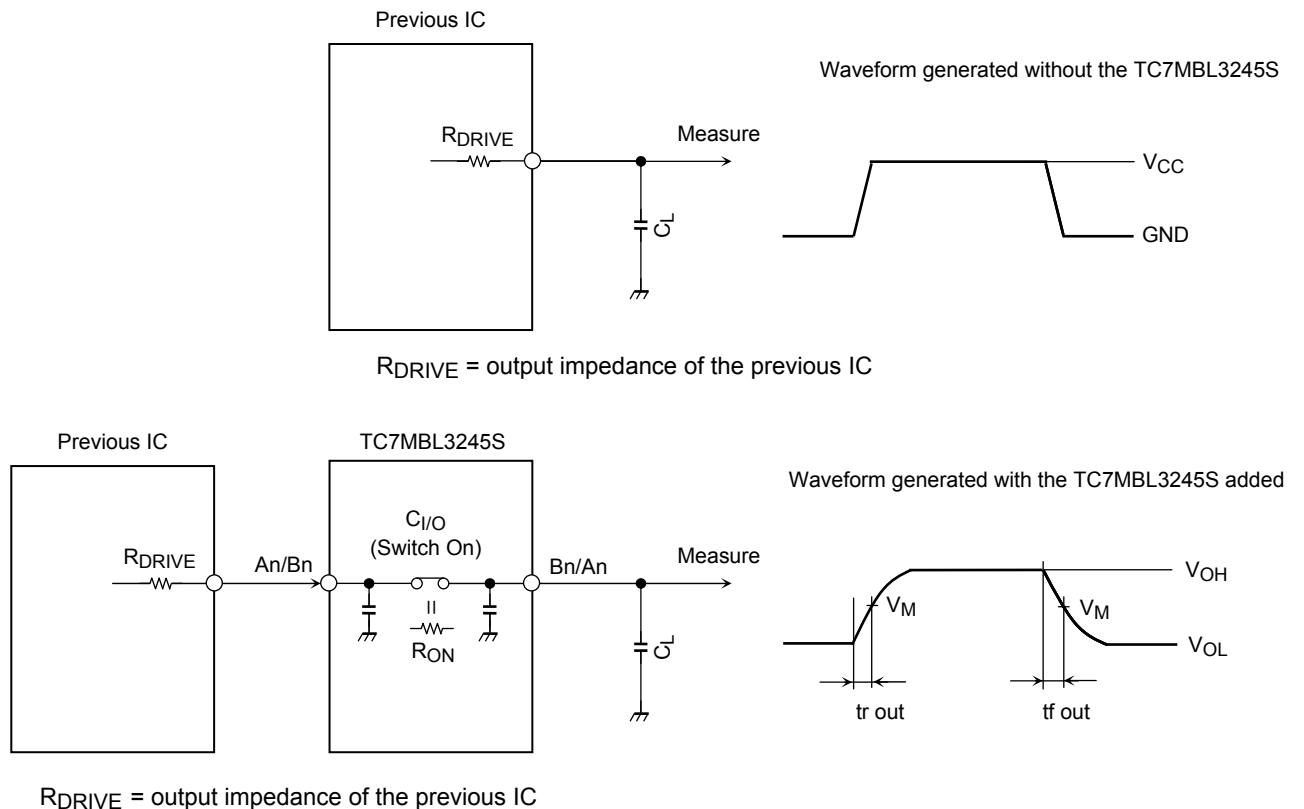 Previous IC
Waveform generated without the TC7MBL3245S
RDRIVE
Measure
VCC
CL
GND
RDRIVE = output impedance of the previous IC
Previous IC
TC7MBL3245S
Waveform generated with the TC7MBL3245S added
CI/O
(Switch On)
RDRIVE
An/Bn
Bn/An
Measure
VOH
VM
VM
RON
CL
VOL
tr out
tf out
RDRIVE = output impedance of the previous IC